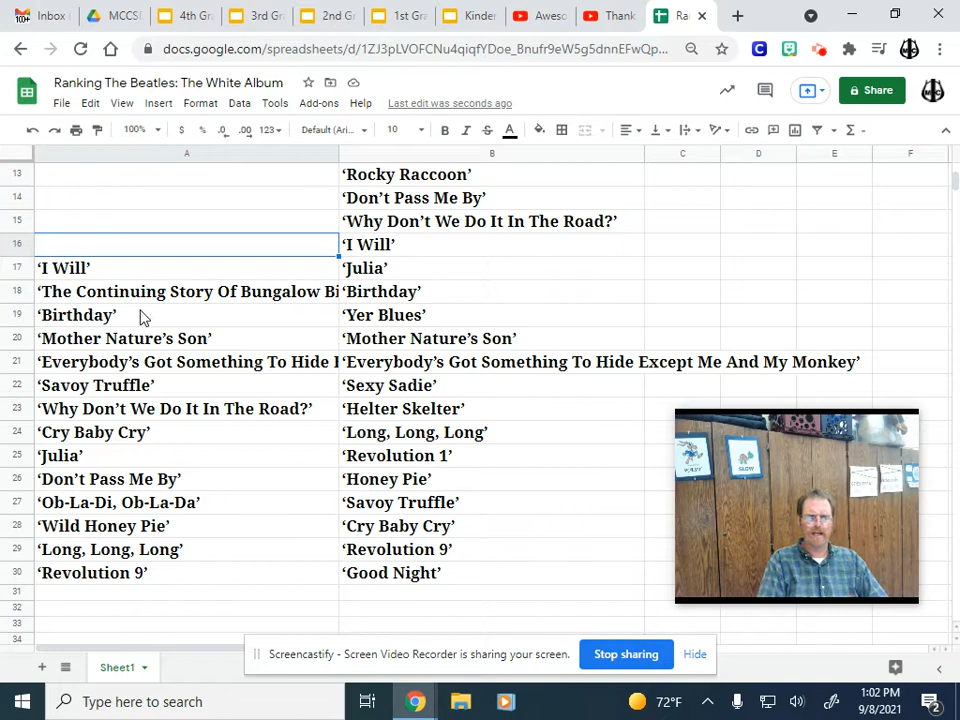 Inbox (
MCCSC
4th Gr
3rd Gr
2nd G
1st Gr
Kinder
Aweso
Thank
Ra
docs.google.com/spreadsheets/d/1ZJ3pLVOFCNu4qiqfYDoe_Bnufr9eW5g5dnnEFwQp...
Ranking The Beatles: The White Album
File Edit View Insert Format Data Tools Add-ons Help Last edit was seconds ago
Share
100% $ % .0 .00 123 Default (Ari... 10 B I S A
A B C D E F
13 ‘Rocky Raccoon’
14 ‘Don’t Pass Me By’
15 ‘Why Don’t We Do It In The Road?’
16 ‘I Will’
17 ‘I Will’ ‘Julia’
18 ‘The Continuing Story Of Bungalow Bi ‘Birthday’
19 ‘Birthday’ ‘Yer Blues’
20 ‘Mother Nature’s Son’ ‘Mother Nature’s Son’
21 ‘Everybody’s Got Something To Hide E ‘Everybody’s Got Something To Hide Except Me And My Monkey’
22 ‘Savoy Truffle’ ‘Sexy Sadie’
23 ‘Why Don’t We Do It In The Road?’ ‘Helter Skelter’
24 ‘Cry Baby Cry’ ‘Long, Long, Long’
25 ‘Julia’ ‘Revolution 1’
26 ‘Don’t Pass Me By’ ‘Honey Pie’
27 ‘Ob-La-Di, Ob-La-Da’ ‘Savoy Truffle’
28 ‘Wild Honey Pie’ ‘Cry Baby Cry’
29 ‘Long, Long, Long’ ‘Revolution 9’
30 ‘Revolution 9’ ‘Good Night’
31
32
33
34
SLOW
Screencastify - Screen Video Recorder is sharing your screen. Stop sharing Hide
Sheet1
Type here to search
72°F
1:02 PM
9/8/2021
2